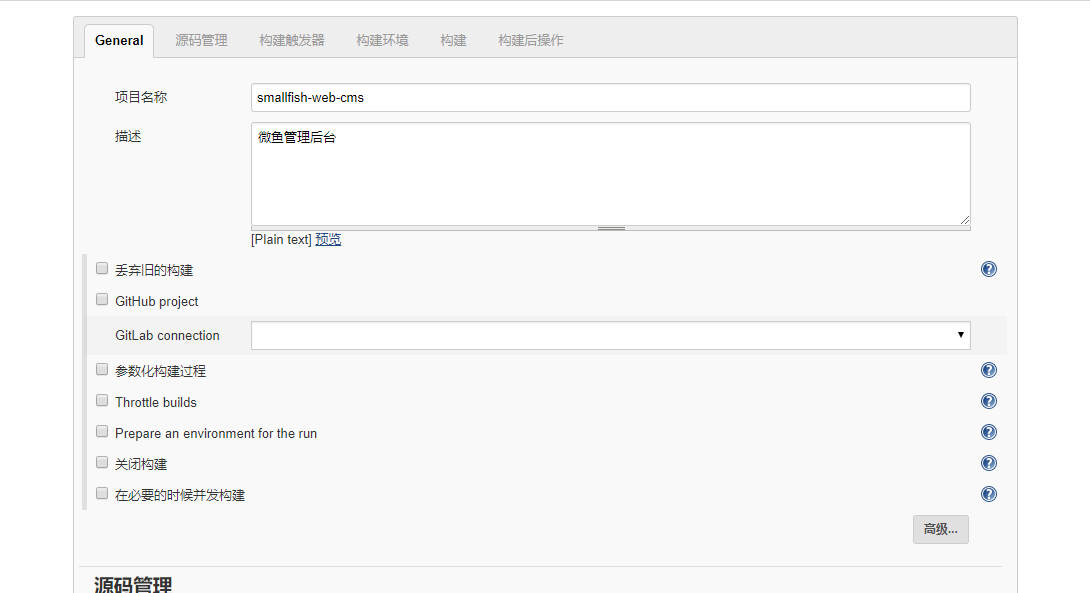 General 源码管理 构建触发器 构建环境 构建 构建后操作
项目名称 smallfish-web-cms
描述 微鱼管理后台
[Plain text] 预览
丢弃旧的构建
GitHub project
GitLab connection
参数化构建过程
Throttle builds
Prepare an environment for the run
关闭构建
在必要的时候并发构建
高级...
源码管理